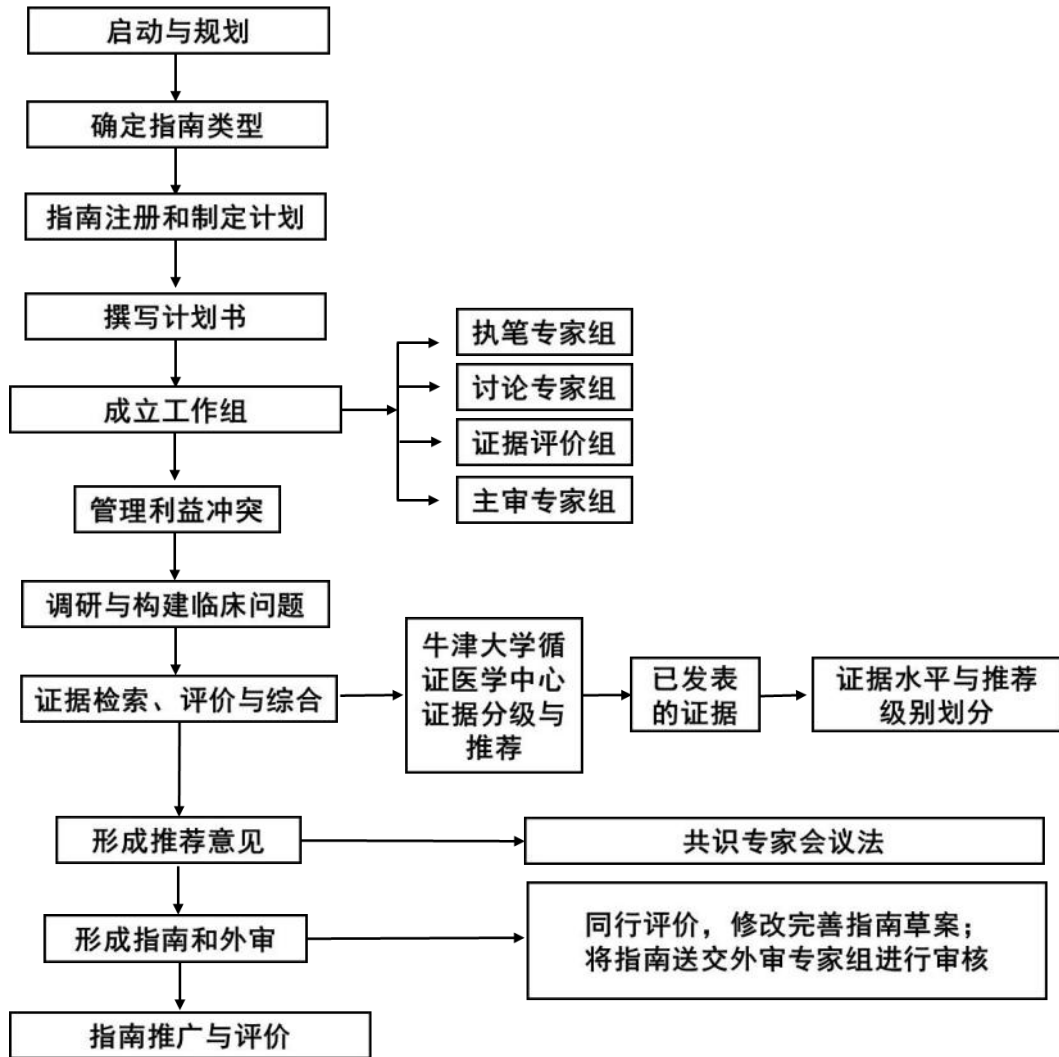 启动与规划
确定指南类型
指南注册和制定计划
撰写计划书
成立工作组
执笔专家组
讨论专家组
证据评价组
主审专家组
管理利益冲突
调研与构建临床问题
证据检索、评价与综合
牛津大学循
证医学中心
证据分级与
推荐
已发表
的证据
证据水平与推荐
级别划分
形成推荐意见
共识专家会议法
形成指南和外审
同行评价，修改完善指南草案；
将指南送交外审专家组进行审核
指南推广与评价